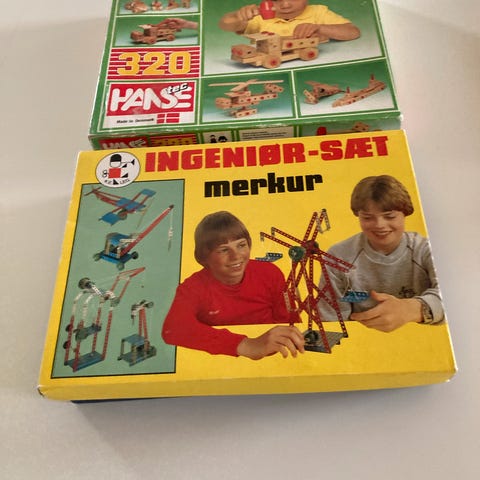 320
HANSE
tec
Made in Denmark
INGENIØR-SÆT
merkur